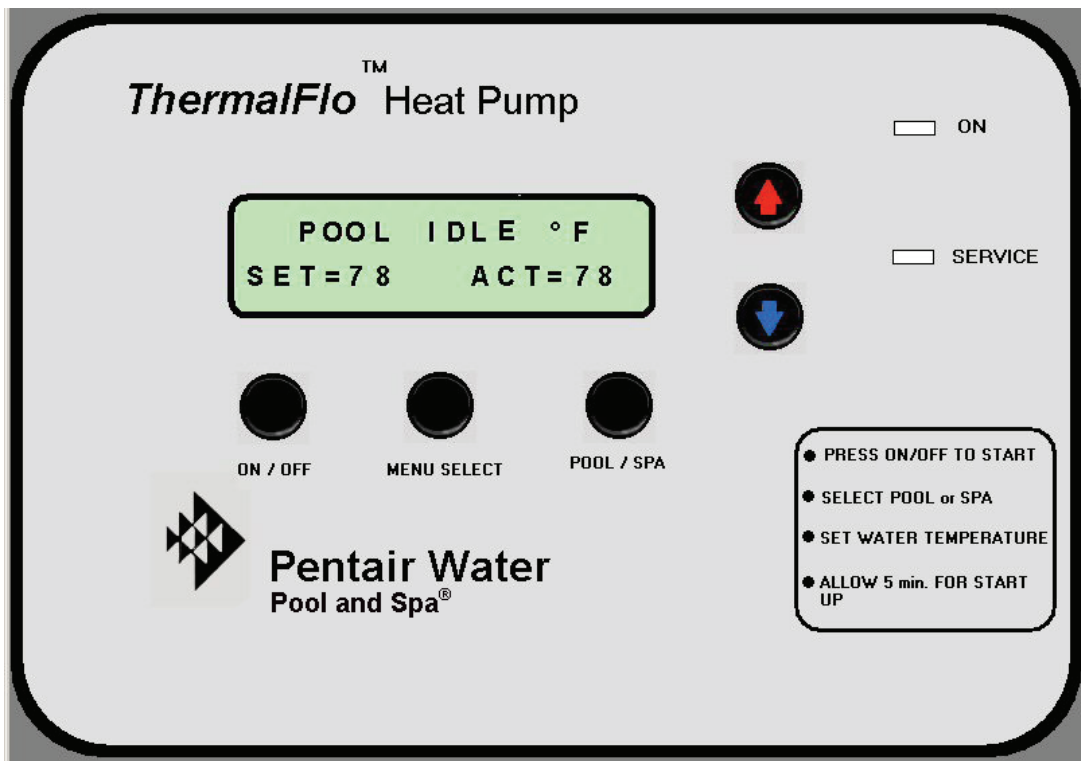 ThermalFlo™ Heat Pump
ON
POOL IDLE °F
SET=78 ACT=78
SERVICE
ON / OFF
MENU SELECT
POOL / SPA
PRESS ON/OFF TO START
SELECT POOL or SPA
SET WATER TEMPERATURE
ALLOW 5 min. FOR START
UP
Pentair Water
Pool and Spa®